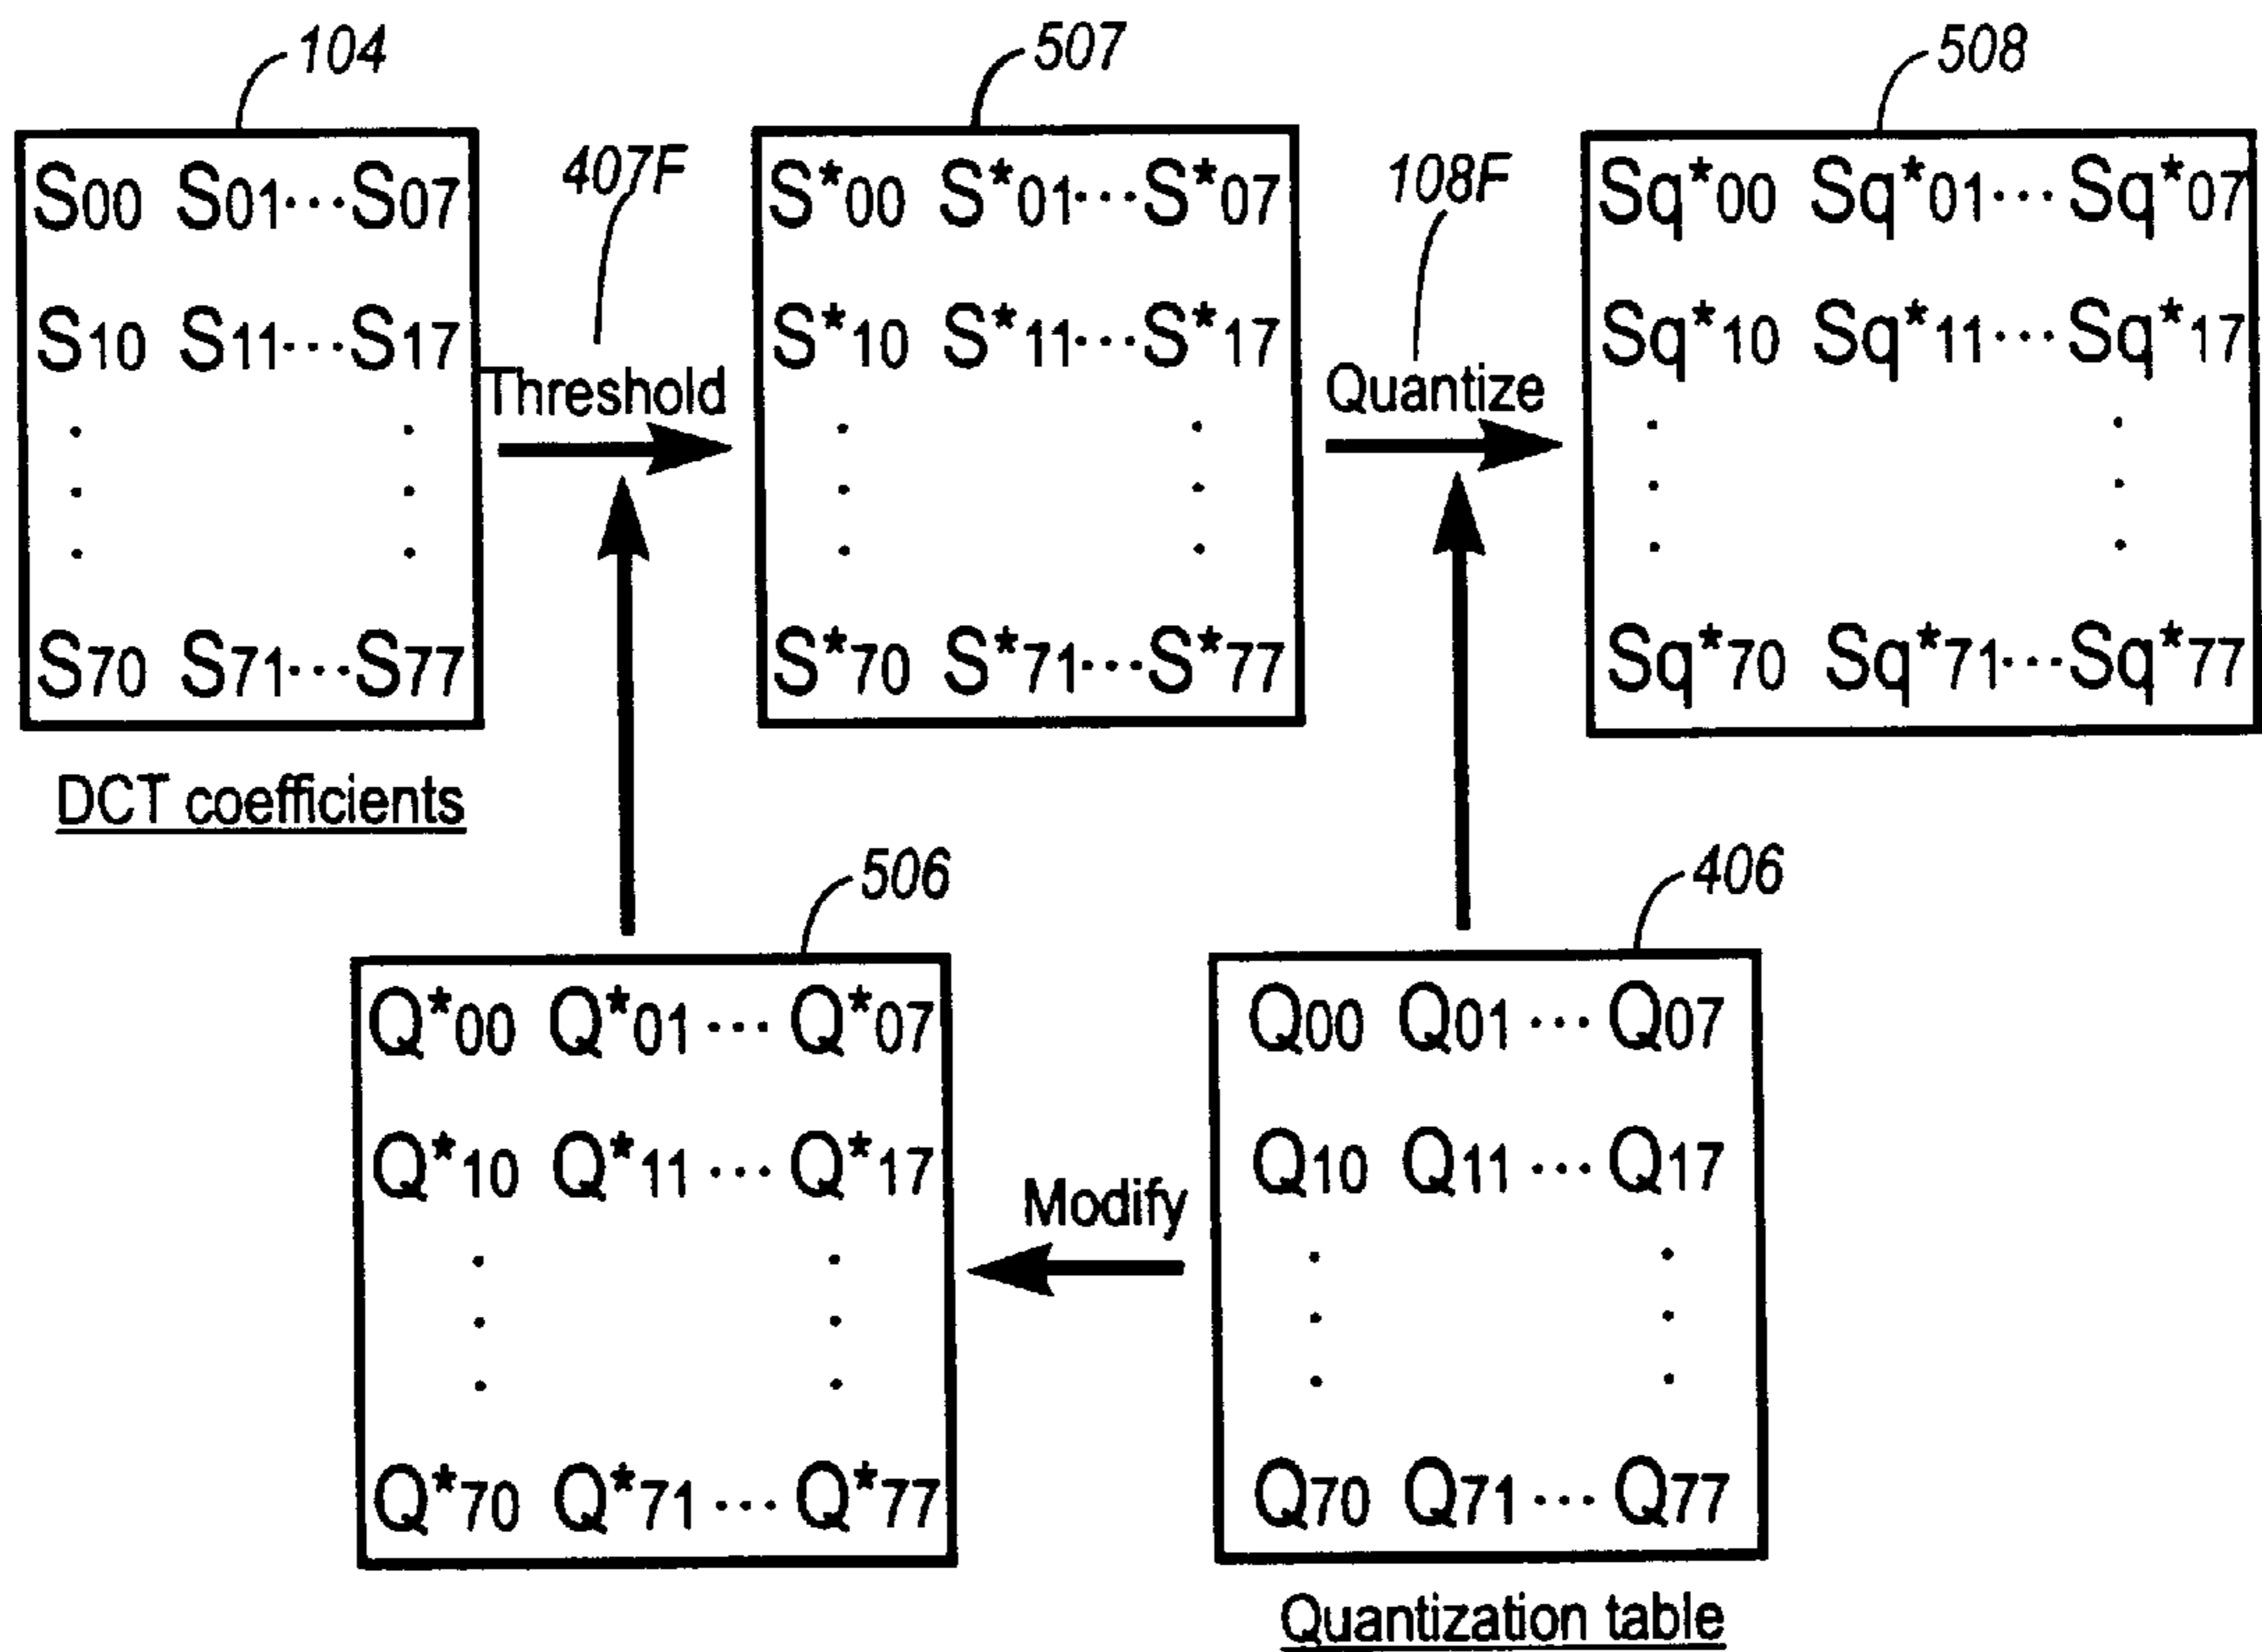 104
507
508
407F
108F
S00 S01...S07
S10 S11...S17
S70 S71...S77
DCT coefficients
Threshold
S*00 S*01...S*07
S*10 S*11...S*17
S*70 S*71...S*77
Quantize
Sq*00 Sq*01...Sq*07
Sq*10 Sq*11...Sq*17
Sq*70 Sq*71...Sq*77
506
406
Q*00 Q*01...Q*07
Q*10 Q*11...Q*17
Q*70 Q*71...Q*77
Modify
Q00 Q01...Q07
Q10 Q11...Q17
Q70 Q71...Q77
Quantization table